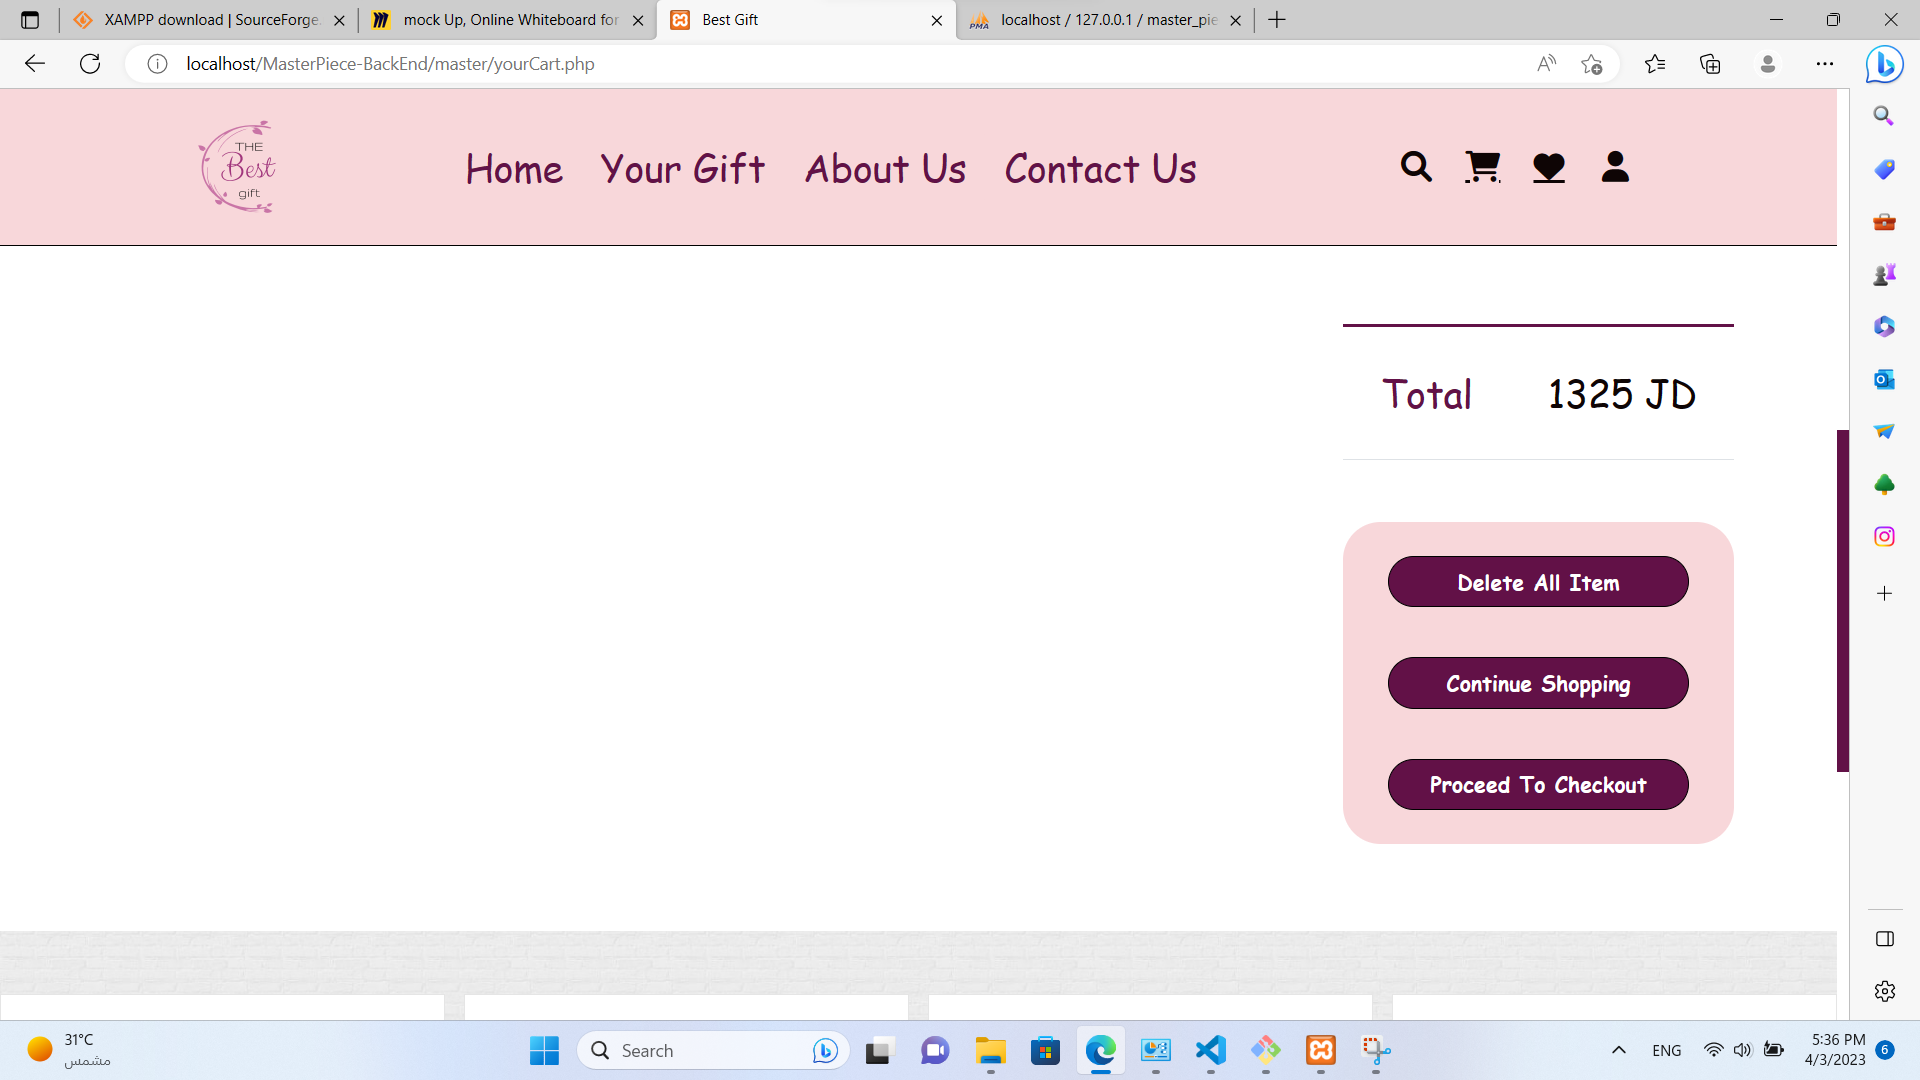 XAMPP download | SourceForge.
mock Up, Online Whiteboard for
Best Gift
localhost / 127.0.0.1 / master_pie
localhost/MasterPiece-BackEnd/master/yourCart.php
THE
Best
gift
Home
Your Gift
About Us
Contact Us
Total
1325 JD
Delete All Item
Continue Shopping
Proceed To Checkout
31°C
مشمس
Search
ENG
5:36 PM
4/3/2023
6